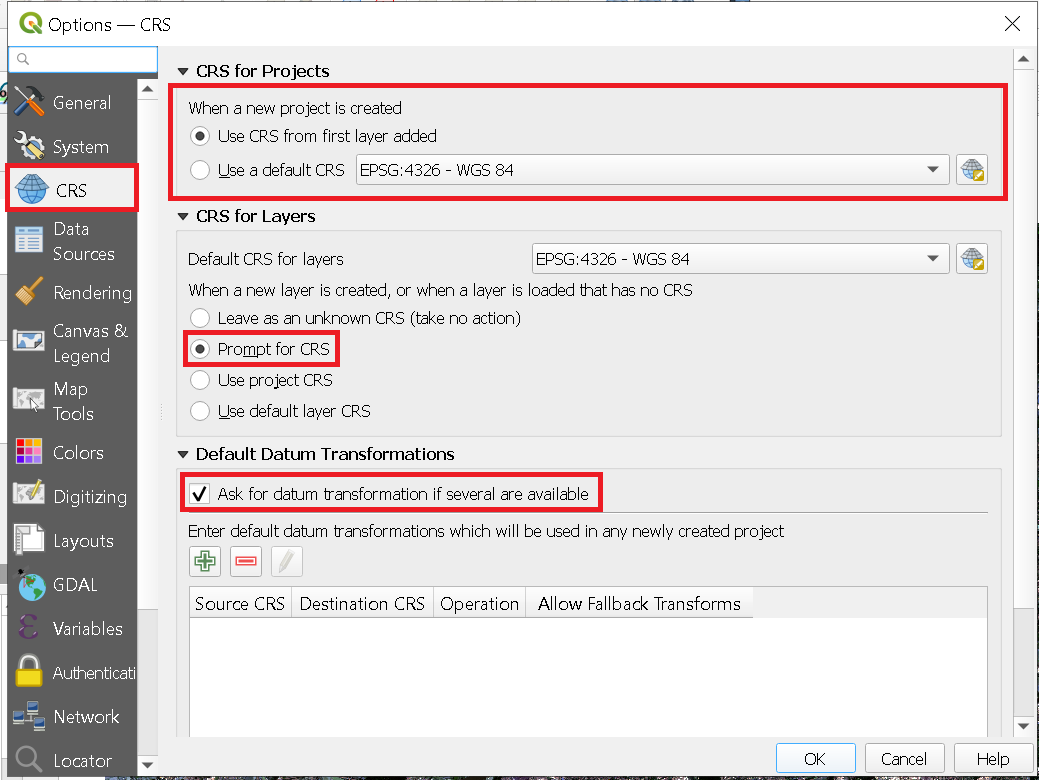 Options — CRS
General
System
CRS
Data
Sources
Rendering
Canvas &
Legend
Map
Tools
Colors
Digitizing
Layouts
GDAL
Variables
Authenticati
Network
Locator
CRS for Projects
When a new project is created
Use CRS from first layer added
Use a default CRS EPSG:4326 - WGS 84
CRS for Layers
Default CRS for layers EPSG:4326 - WGS 84
When a new layer is created, or when a layer is loaded that has no CRS
Leave as an unknown CRS (take no action)
Prompt for CRS
Use project CRS
Use default layer CRS
Default Datum Transformations
Ask for datum transformation if several are available
Enter default datum transformations which will be used in any newly created project
Source CRS Destination CRS Operation Allow Fallback Transforms
OK Cancel Help